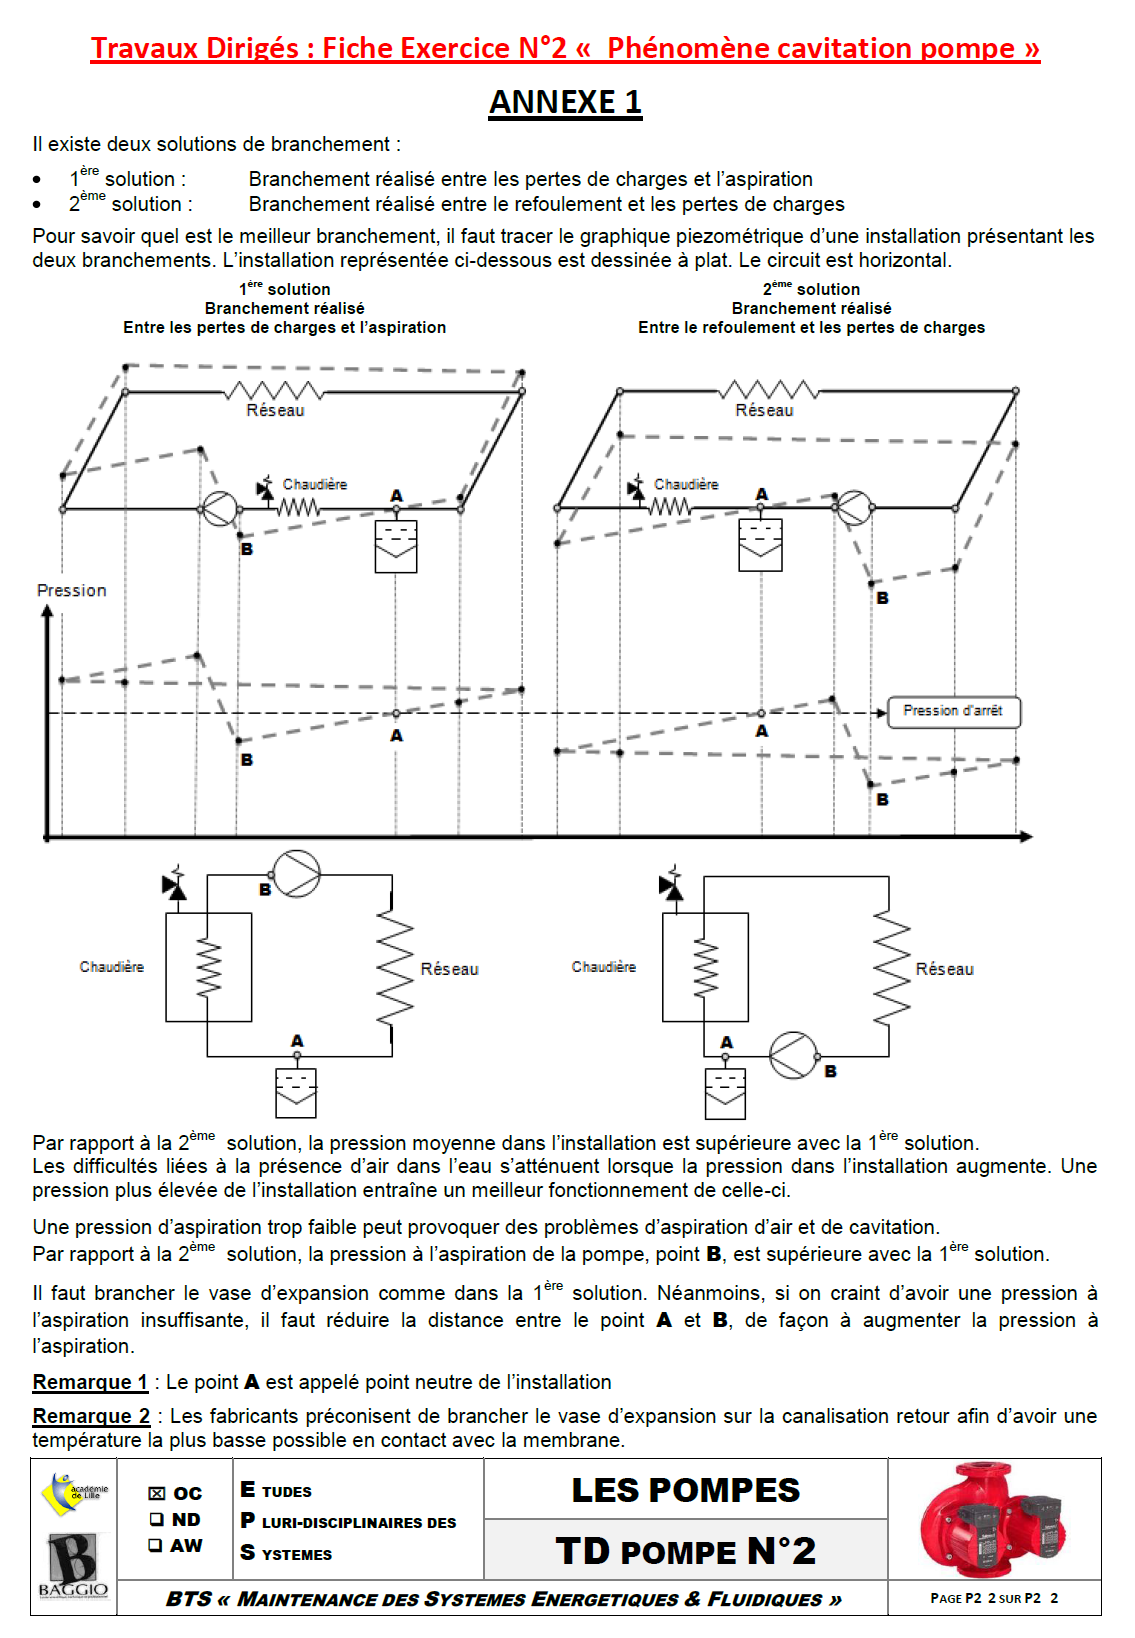 Travaux Dirigés : Fiche Exercice N°2 «  Phénomène cavitation pompe »
ANNEXE 1
Il existe deux solutions de branchement :
• 1ère solution : Branchement réalisé entre les pertes de charges et l’aspiration
• 2ème solution : Branchement réalisé entre le refoulement et les pertes de charges
Pour savoir quel est le meilleur branchement, il faut tracer le graphique piezométrique d’une installation présentant les
deux branchements. L’installation représentée ci-dessous est dessinée à plat. Le circuit est horizontal.
1ère solution
Branchement réalisé
Entre les pertes de charges et l’aspiration
2ème solution
Branchement réalisé
Entre le refoulement et les pertes de charges
Réseau
Chaudière
A
B
Réseau
Chaudière
A
B
Pression
Pression d'arrêt
A
B
A
B
B
Chaudière
Réseau
A
Chaudière
Réseau
A
B
Par rapport à la 2ème solution, la pression moyenne dans l’installation est supérieure avec la 1ère solution.
Les difficultés liées à la présence d’air dans l’eau s’atténuent lorsque la pression dans l’installation augmente. Une
pression plus élevée de l’installation entraîne un meilleur fonctionnement de celle-ci.
Une pression d’aspiration trop faible peut provoquer des problèmes d’aspiration d’air et de cavitation.
Par rapport à la 2ème solution, la pression à l’aspiration de la pompe, point B, est supérieure avec la 1ère solution.
Il faut brancher le vase d’expansion comme dans la 1ère solution. Néanmoins, si on craint d’avoir une pression à
l’aspiration insuffisante, il faut réduire la distance entre le point A et B, de façon à augmenter la pression à
l’aspiration.
Remarque 1 : Le point A est appelé point neutre de l’installation
Remarque 2 : Les fabricants préconisent de brancher le vase d’expansion sur la canalisation retour afin d’avoir une
température la plus basse possible en contact avec la membrane.
académie
de Lille
B
BAGGIO
☒ OC
❑ ND
❑ AW
E TUDES
P LURI-DISCIPLINAIRES DES
S YSTEMES
LES POMPES
TD POMPE N°2
BTS « MAINTENANCE DES SYSTEMES ENERGETIQUES & FLUIDIQUES »
PAGE P2 2 SUR P2 2